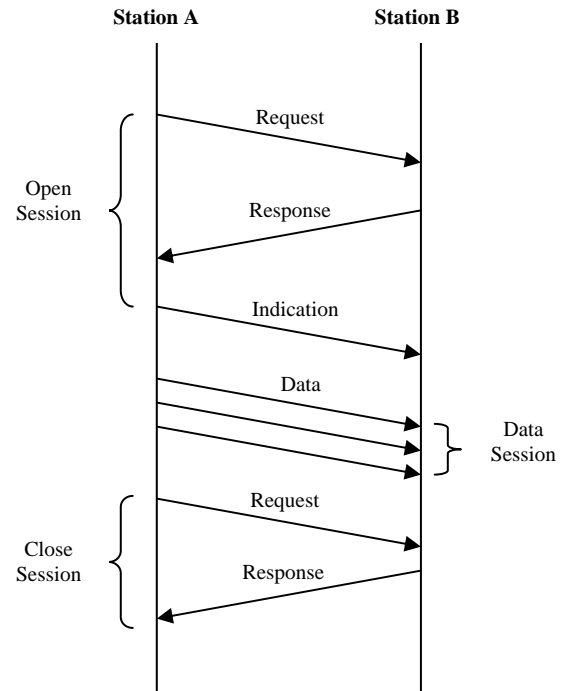 Station A
Station B
Request
Open
Session
Response
Indication
Data
Data
Session
Request
Close
Session
Response